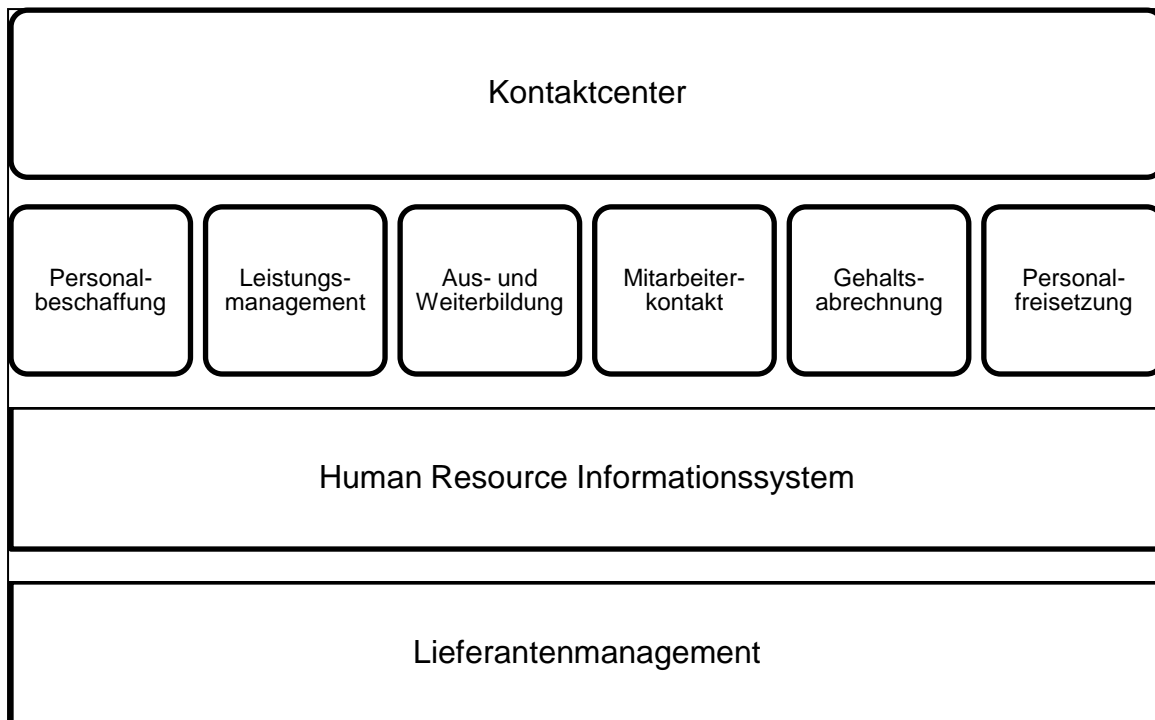 Kontaktcenter
Personal-
beschaffung
Leistungs-
management
Aus- und
Weiterbildung
Mitarbeiter-
kontakt
Gehalts-
abrechnung
Personal-
freisetzung
Human Resource Informationssystem
Lieferantenmanagement